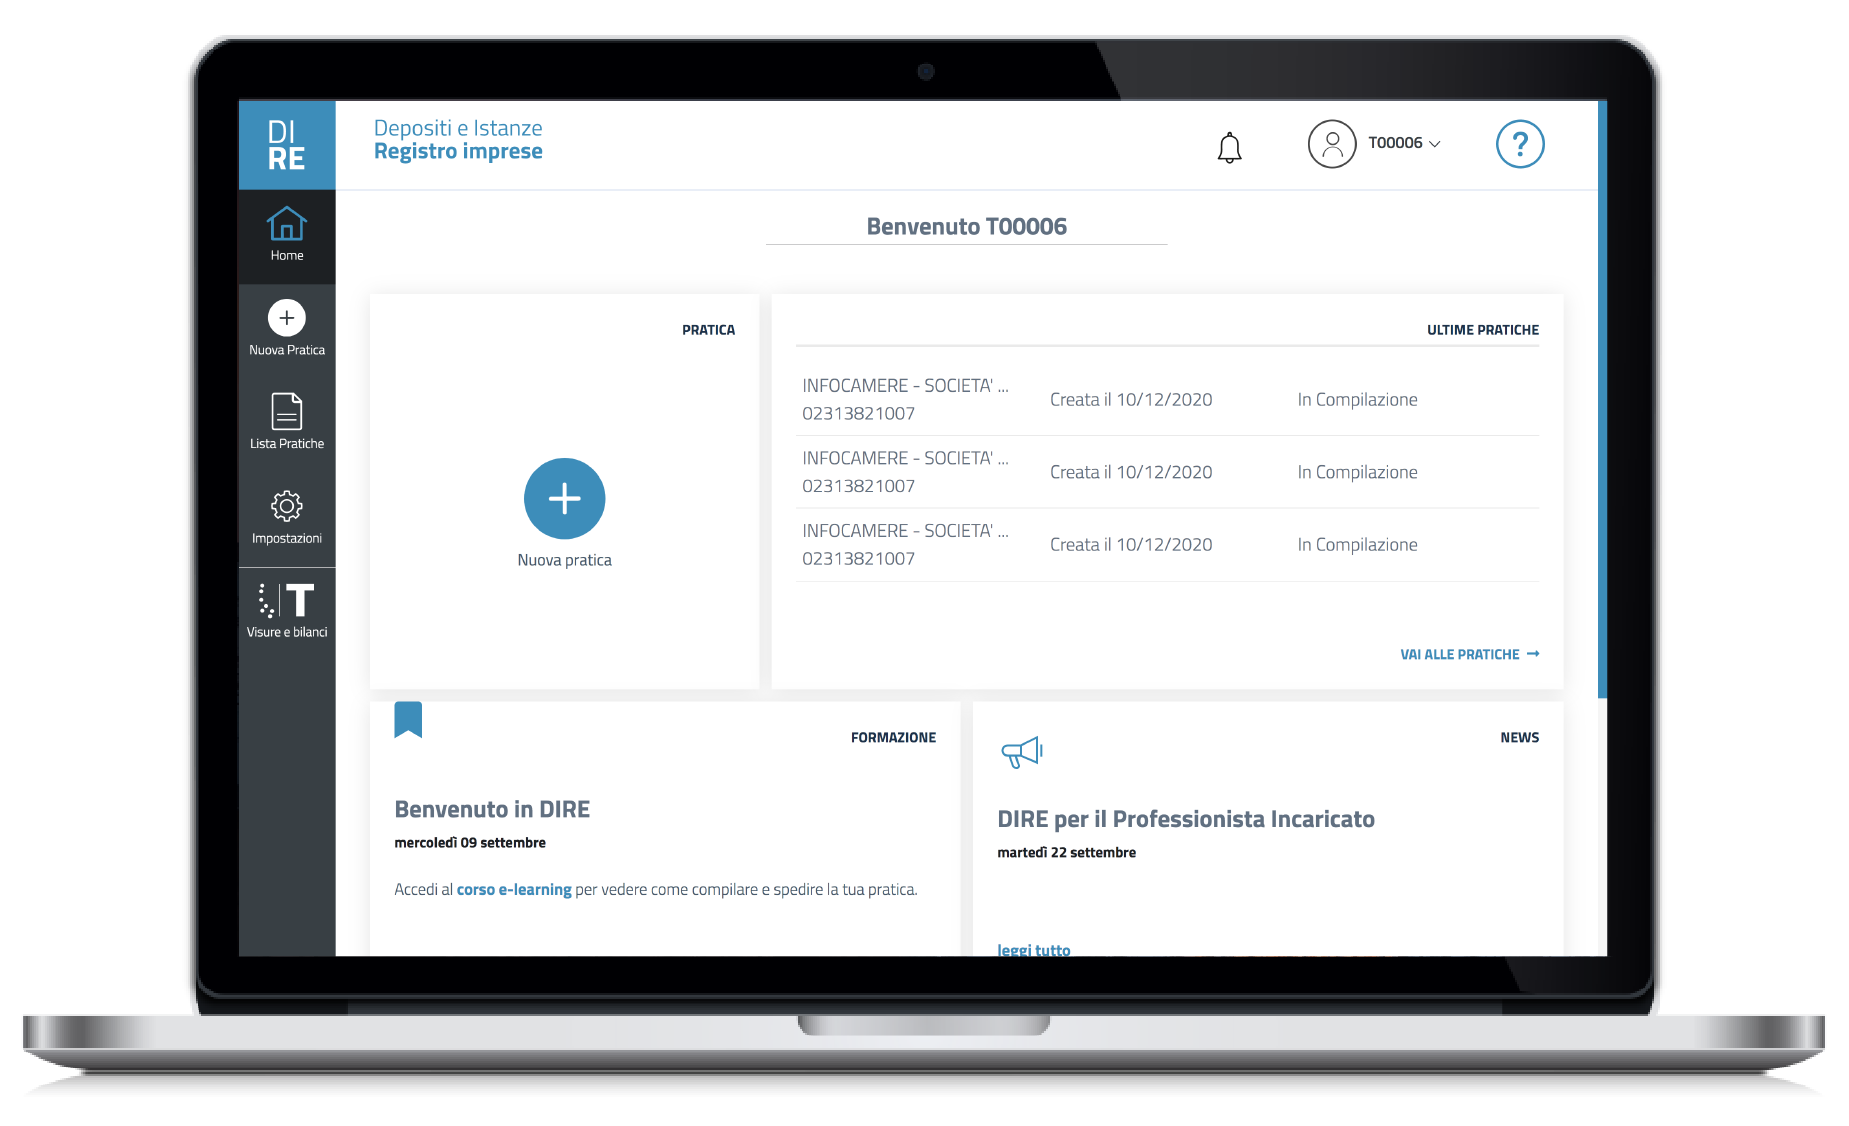 DI
RE
Depositi e Istanze
Registro imprese
T00006
?
Home
Nuova Pratica
Lista Pratiche
Impostazioni
T
Visure e bilanci
Benvenuto T00006
PRATICA
Nuova pratica
ULTIME PRATICHE
INFOCAMERE - SOCIETA' ...
02313821007
Creata il 10/12/2020
In Compilazione
INFOCAMERE - SOCIETA' ...
02313821007
Creata il 10/12/2020
In Compilazione
INFOCAMERE - SOCIETA' ...
02313821007
Creata il 10/12/2020
In Compilazione
VAI ALLE PRATICHE →
FORMAZIONE
Benvenuto in DIRE
mercoledì 09 settembre
Accedi al corso e-learning per vedere come compilare e spedire la tua pratica.
NEWS
DIRE per il Professionista Incaricato
martedì 22 settembre
leggi tutto